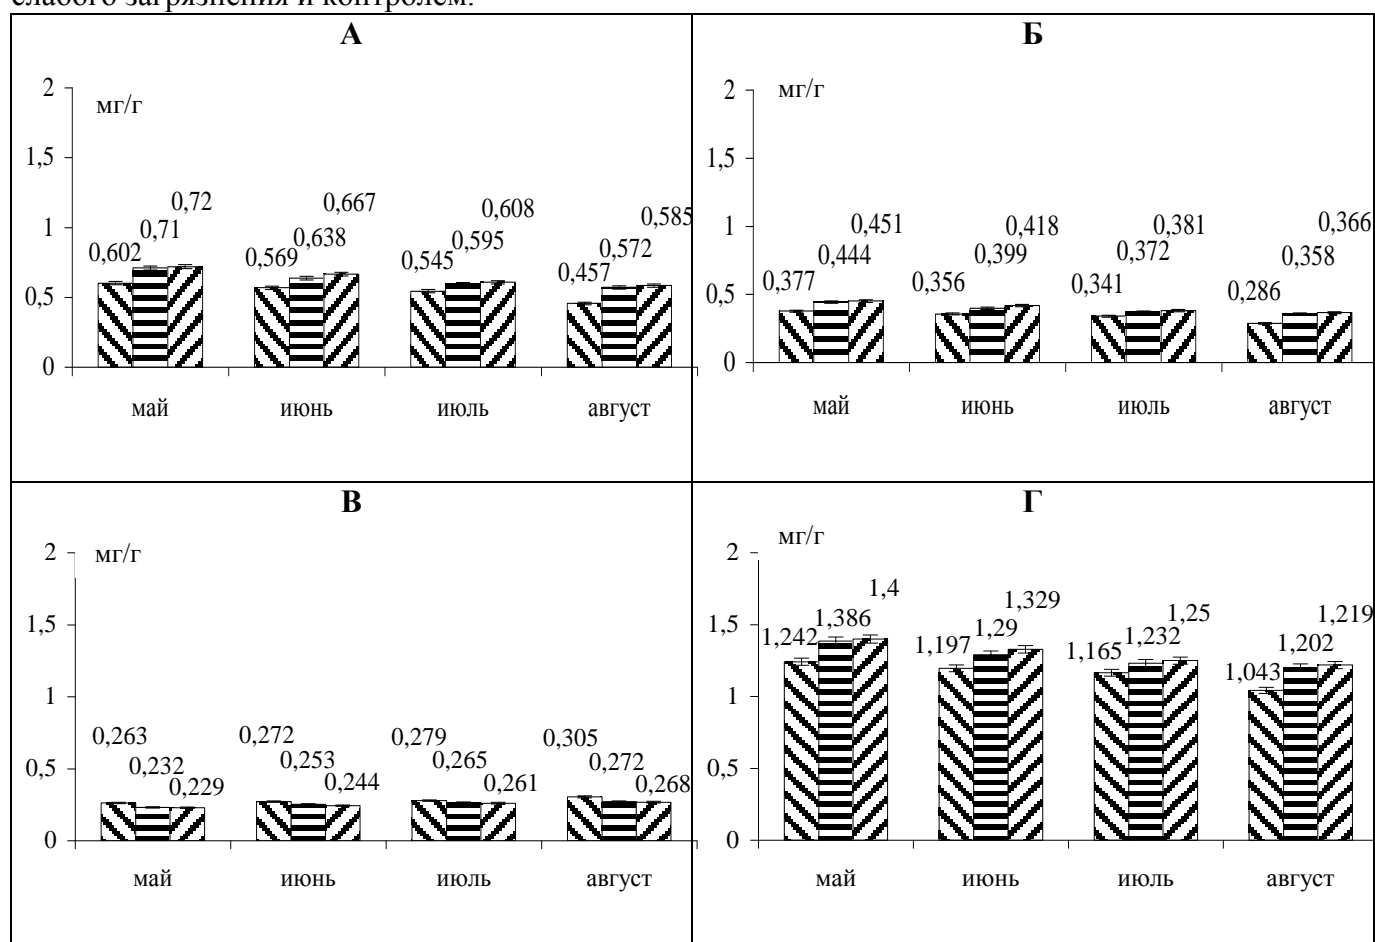 слабого загрязнения и контролем.
А
мг/г
2
1,5
1
0,5
0
0,602
0,71
0,72
0,569
0,638
0,667
0,545
0,595
0,608
0,457
0,572
0,585
май
июнь
июль
август
Б
мг/г
2
1,5
1
0,5
0
0,377
0,444
0,451
0,356
0,399
0,418
0,341
0,372
0,381
0,286
0,358
0,366
май
июнь
июль
август
В
мг/г
2
1,5
1
0,5
0
0,263
0,232
0,229
0,272
0,253
0,244
0,279
0,265
0,261
0,305
0,272
0,268
май
июнь
июль
август
Г
мг/г
2
1,5
1
0,5
0
1,242
1,386
1,4
1,197
1,29
1,329
1,165
1,232
1,25
1,043
1,202
1,219
май
июнь
июль
август